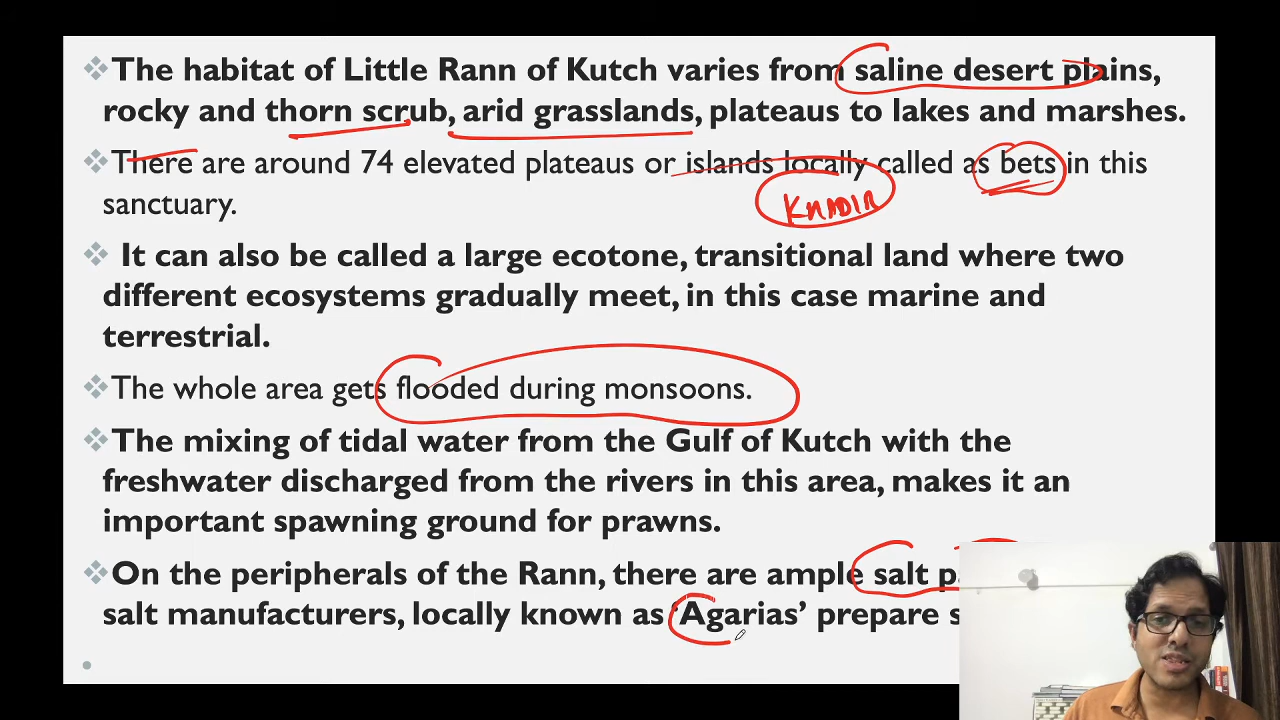 The habitat of Little Rann of Kutch varies from saline desert plains,
rocky and thorn scrub, arid grasslands, plateaus to lakes and marshes.
There are around 74 elevated plateaus or islands locally called as bets in this
KHADIR
sanctuary.
It can also be called a large ecotone, transitional land where two
different ecosystems gradually meet, in this case marine and
terrestrial.
The whole area gets flooded during monsoons.
The mixing of tidal water from the Gulf of Kutch with the
freshwater discharged from the rivers in this area, makes it an
important spawning ground for prawns.
On the peripherals of the Rann, there are ample salt
salt manufacturers, locally known as ‘Agarias’ prepare